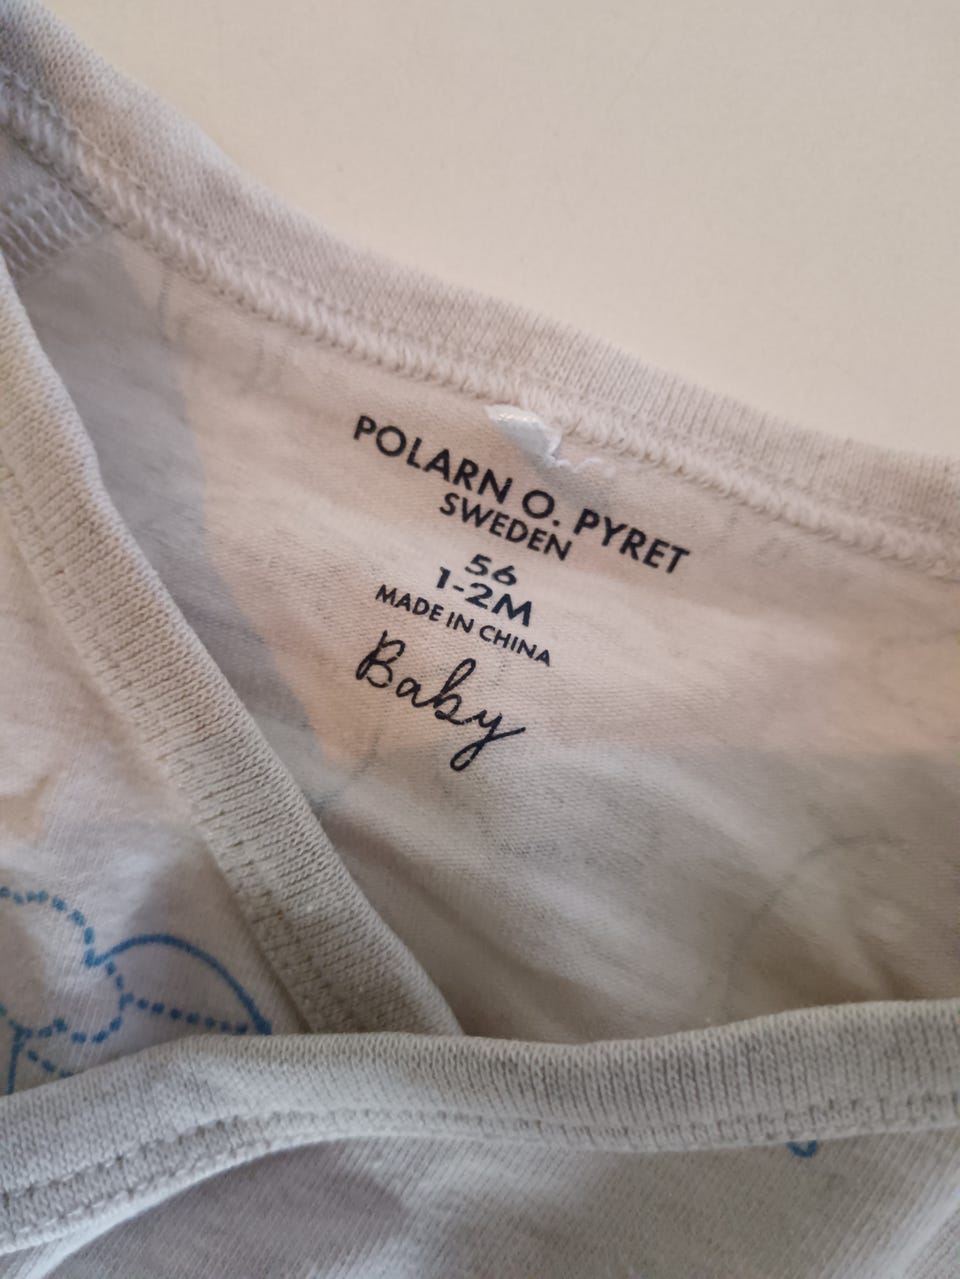 POLARN O. PYRET
SWEDEN
56
1-2M
MADE IN CHINA
Baby